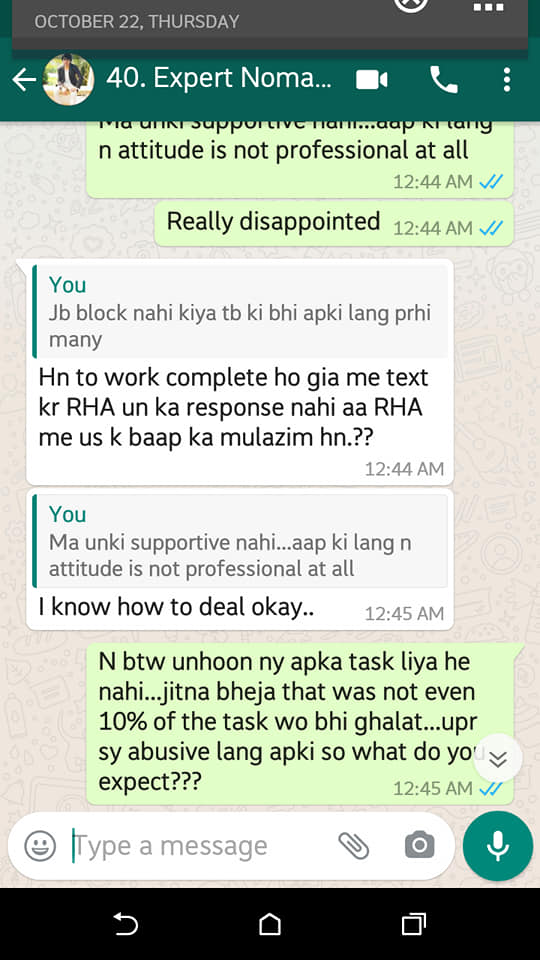 OCTOBER 22, THURSDAY
40. Expert Noma...
Ma unki supportive nahi...aap ki lang
n attitude is not professional at all
12:44 AM
Really disappointed 12:44 AM
You
Jb block nahi kiya tb ki bhi apki lang prhi
many
Hn to work complete ho gia me text
kr RHA un ka response nahi aa RHA
me us k baap ka mulazim hn.??
12:44 AM
You
Ma unki supportive nahi...aap ki lang n
attitude is not professional at all
I know how to deal okay.. 12:45 AM
N btw unhoon ny apka task liya he
nahi...jitna bheja that was not even
10% of the task wo bhi ghalat...upr
sy abusive lang apki so what do you
expect???
12:45 AM
Type a message